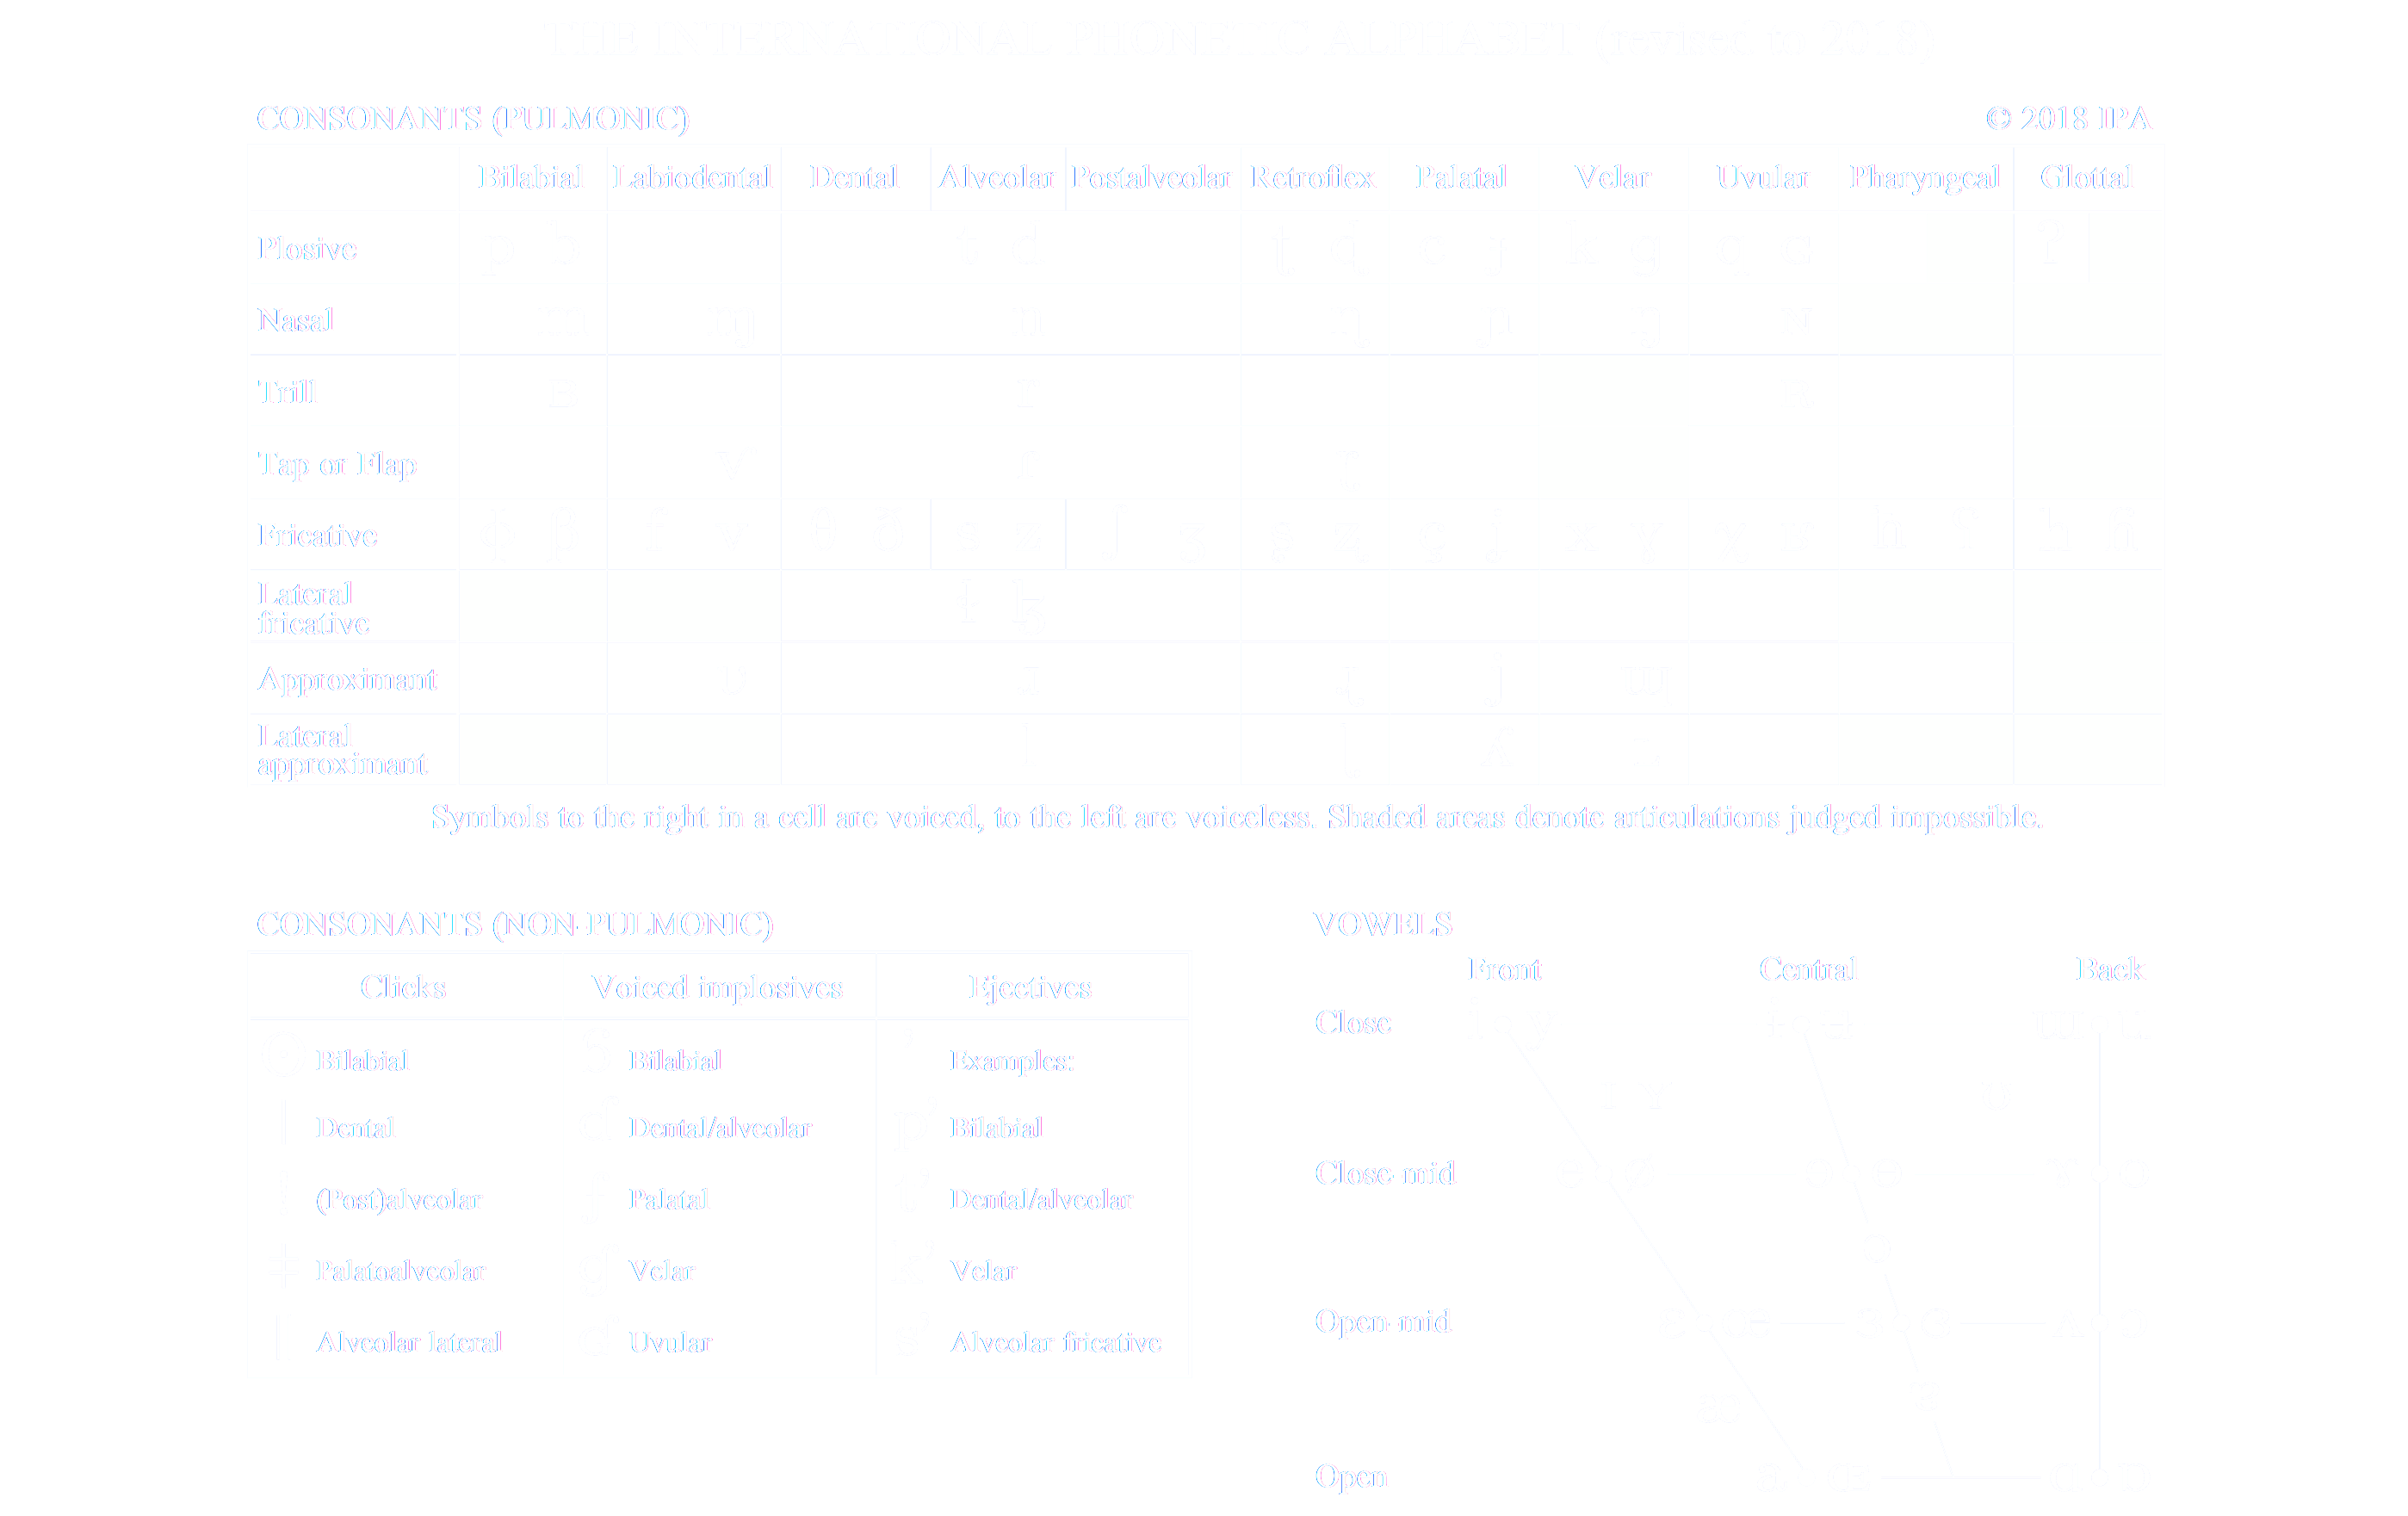 THE INTERNATIONAL PHONETIC ALPHABET (revised to 2018)
CONSONANTS (PULMONIC) © 2018 IPA
Bilabial Labiodental Dental Alveolar Postalveolar Retroflex Palatal Velar Uvular Pharyngeal Glottal
Plosive p b t d ʈ ɖ c ɟ k ɡ q ɢ ʔ
Nasal m ɱ n ɳ ɲ ŋ ɴ
Trill ʙ r ʀ
Tap or Flap ⱱ ɾ ɽ
Fricative ɸ β f v θ ð s z ʃ ʒ ʂ ʐ ç ʝ x ɣ χ ʁ ħ ʕ h ɦ
Lateral
fricative ɬ ɮ
Approximant ʋ ɹ ɻ j ɰ
Lateral
approximant l ɭ ʎ ʟ
Symbols to the right in a cell are voiced, to the left are voiceless. Shaded areas denote articulations judged impossible.
CONSONANTS (NON-PULMONIC)
Clicks Voiced implosives Ejectives
ʘ Bilabial ɓ Bilabial ʼ Examples:
ǀ Dental ɗ Dental/alveolar pʼ Bilabial
ǃ (Post)alveolar ʄ Palatal tʼ Dental/alveolar
ǂ Palatoalveolar ɠ Velar kʼ Velar
ǁ Alveolar lateral ʛ Uvular sʼ Alveolar fricative
VOWELS
Front Central Back
Close i y ɨ ʉ ɯ u
ɪ ʏ ʊ
Close-mid e ø ɘ ɵ ɤ o
ə
Open-mid ɛ œ ɜ ɞ ʌ ɔ
æ ɐ
Open a ɶ ɑ ɒ